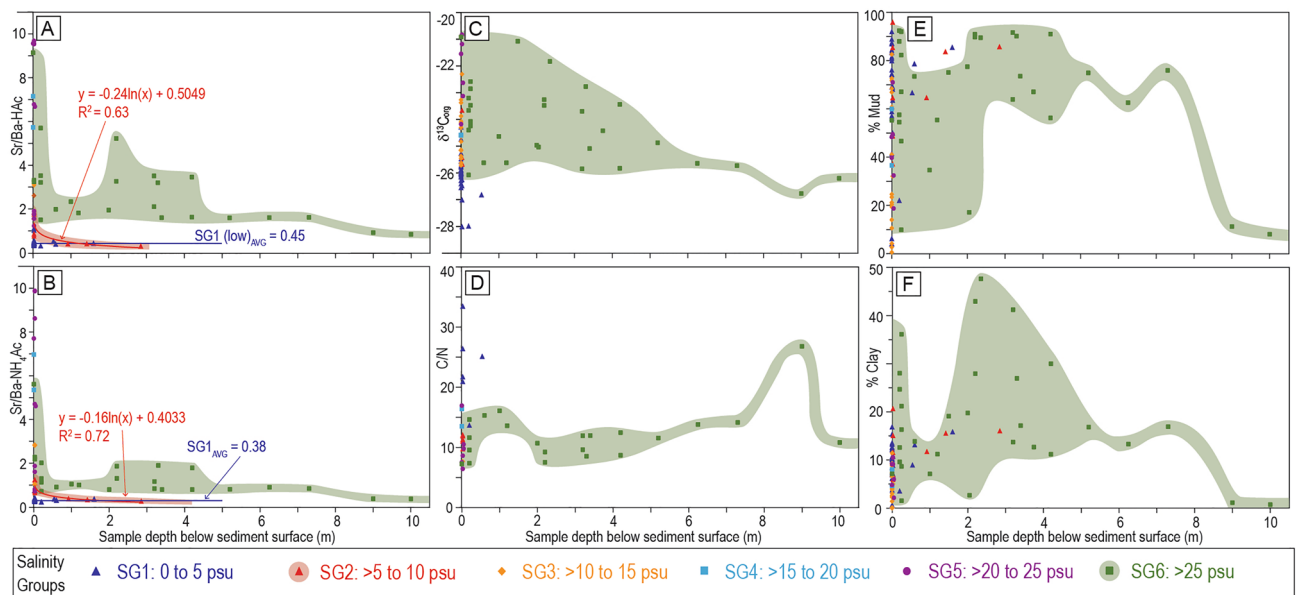 A
Sr/Ba-HAc
10
8
6
4
2
0
y = -0.24ln(x) + 0.5049
R² = 0.63
SG1 (low)AVG = 0.45
B
Sr/Ba-NH₄Ac
10
8
6
4
2
0
y = -0.16ln(x) + 0.4033
R² = 0.72
SG1AVG = 0.38
0 2 4 6 8 10
Sample depth below sediment surface (m)
C
δ¹³Corg
-20
-22
-24
-26
-28
D
C/N
40
35
30
25
20
15
10
5
0
0 2 4 6 8 10
Sample depth below sediment surface (m)
E
% Mud
100
80
60
40
20
0
F
% Clay
50
40
30
20
10
0
0 2 4 6 8 10
Sample depth below sediment surface (m)
Salinity
Groups
SG1: 0 to 5 psu
SG2: >5 to 10 psu
SG3: >10 to 15 psu
SG4: >15 to 20 psu
SG5: >20 to 25 psu
SG6: >25 psu